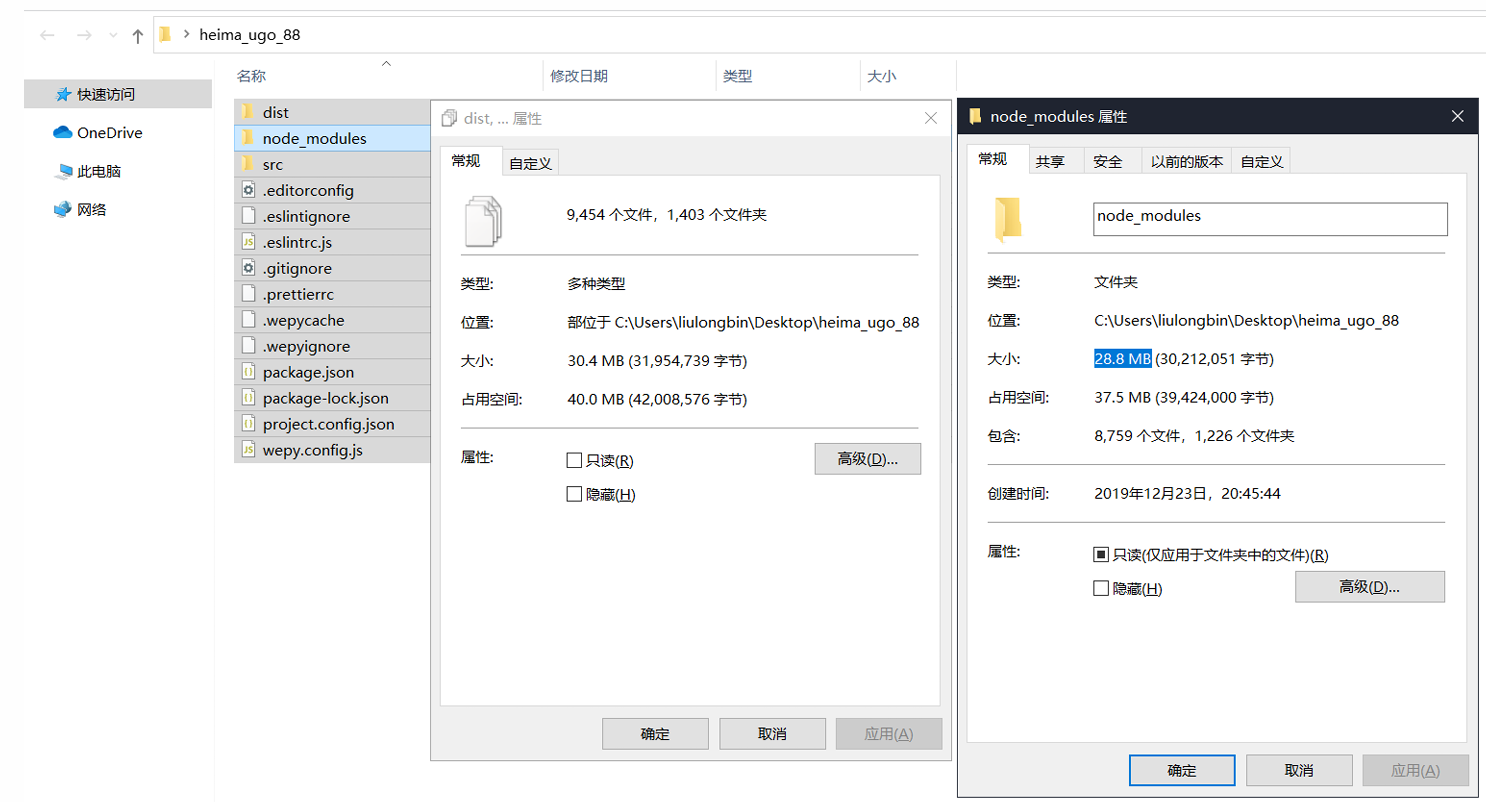 heima_ugo_88
名称
修改日期
类型
大小
快速访问
OneDrive
此电脑
网络
dist
node_modules
src
.editorconfig
.eslintignore
.eslintrc.js
.gitignore
.prettierrc
.wepycache
.wepyignore
package.json
package-lock.json
project.config.json
wepy.config.js
dist, ... 属性
常规
自定义
9,454 个文件，1,403 个文件夹
类型: 多种类型
位置: 部位于 C:\Users\liulongbin\Desktop\heima_ugo_88
大小: 30.4 MB (31,954,739 字节)
占用空间: 40.0 MB (42,008,576 字节)
属性: 只读(R)
高级(D)...
隐藏(H)
确定
取消
应用(A)
node_modules 属性
常规
共享
安全
以前的版本
自定义
node_modules
类型: 文件夹
位置: C:\Users\liulongbin\Desktop\heima_ugo_88
大小: 28.8 MB (30,212,051 字节)
占用空间: 37.5 MB (39,424,000 字节)
包含: 8,759 个文件，1,226 个文件夹
创建时间: 2019年12月23日，20:45:44
属性: 只读(仅应用于文件夹中的文件)(R)
隐藏(H)
高级(D)...
确定
取消
应用(A)